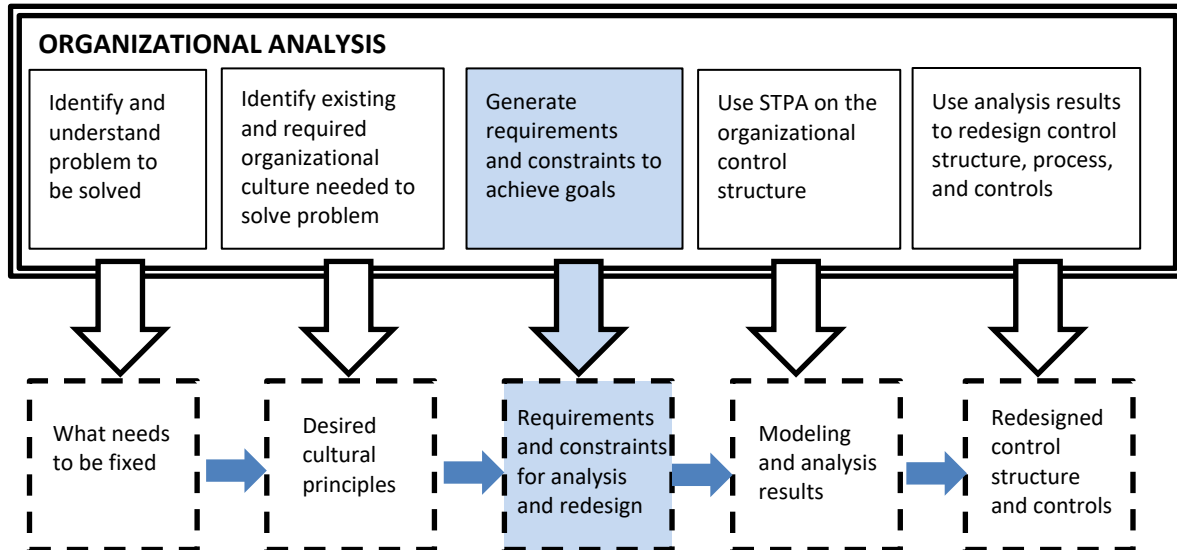 ORGANIZATIONAL ANALYSIS
Identify and
understand
problem to
be solved
Identify existing
and required
organizational
culture needed to
solve problem
Generate
requirements
and constraints to
achieve goals
Use STPA on the
organizational
control
structure
Use analysis results
to redesign control
structure, process,
and controls
What needs
to be fixed
Desired
cultural
principles
Requirements
and constraints
for analysis
and redesign
Modeling
and analysis
results
Redesigned
control
structure
and controls